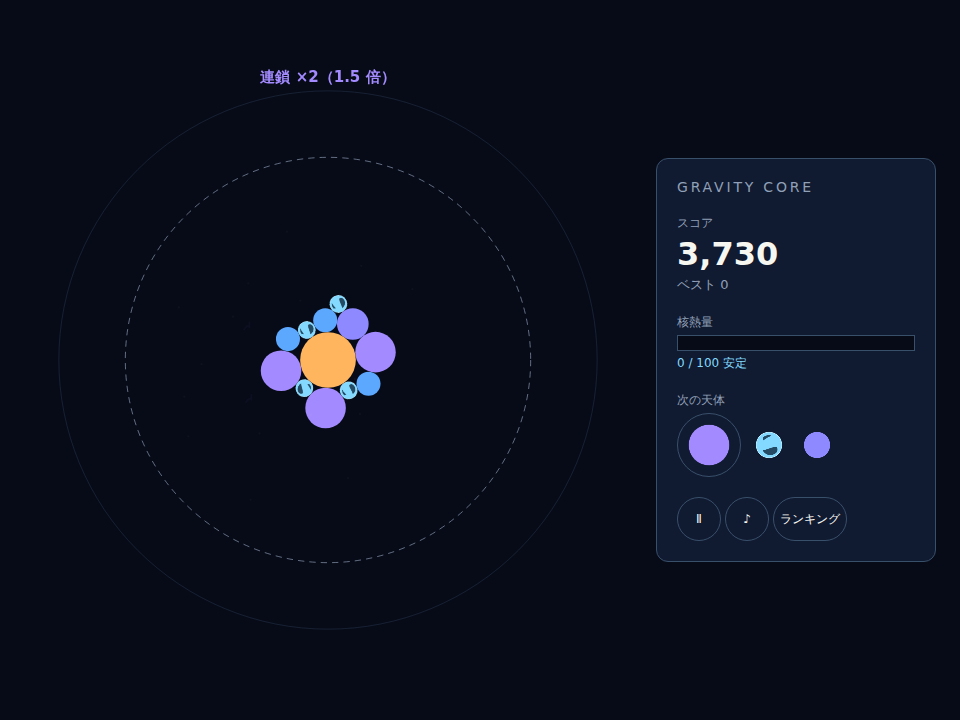 連鎖 ×2（1.5 倍）
GRAVITY CORE
スコア
3,730
ベスト 0
核熱量
0 / 100 安定
次の天体
Ⅱ ♪ ランキング